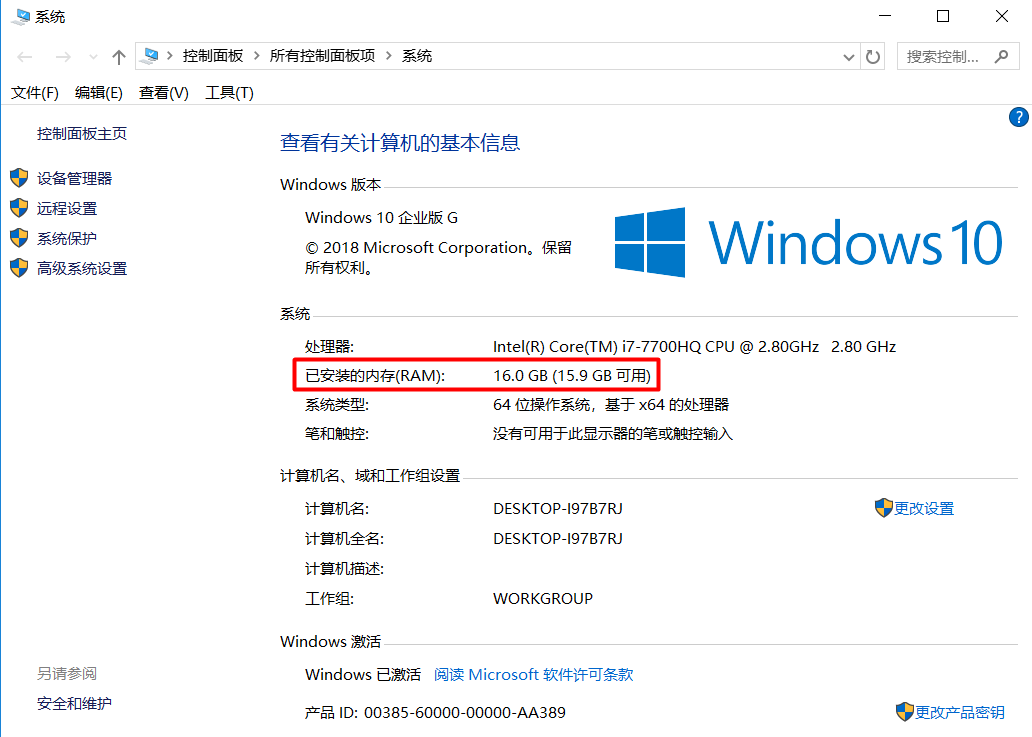 系统
控制面板 > 所有控制面板项 > 系统
搜索控制...
文件(F) 编辑(E) 查看(V) 工具(T)
?
控制面板主页
设备管理器
远程设置
系统保护
高级系统设置
查看有关计算机的基本信息
Windows 版本
Windows 10 企业版 G
© 2018 Microsoft Corporation。保留
所有权利。
Windows 10
系统
处理器: Intel(R) Core(TM) i7-7700HQ CPU @ 2.80GHz 2.80 GHz
已安装的内存(RAM): 16.0 GB (15.9 GB 可用)
系统类型: 64 位操作系统，基于 x64 的处理器
笔和触控: 没有可用于此显示器的笔或触控输入
计算机名、域和工作组设置
计算机名: DESKTOP-I97B7RJ 更改设置
计算机全名: DESKTOP-I97B7RJ
计算机描述:
工作组: WORKGROUP
Windows 激活
Windows 已激活 阅读 Microsoft 软件许可条款
产品 ID: 00385-60000-00000-AA389 更改产品密钥
另请参阅
安全和维护